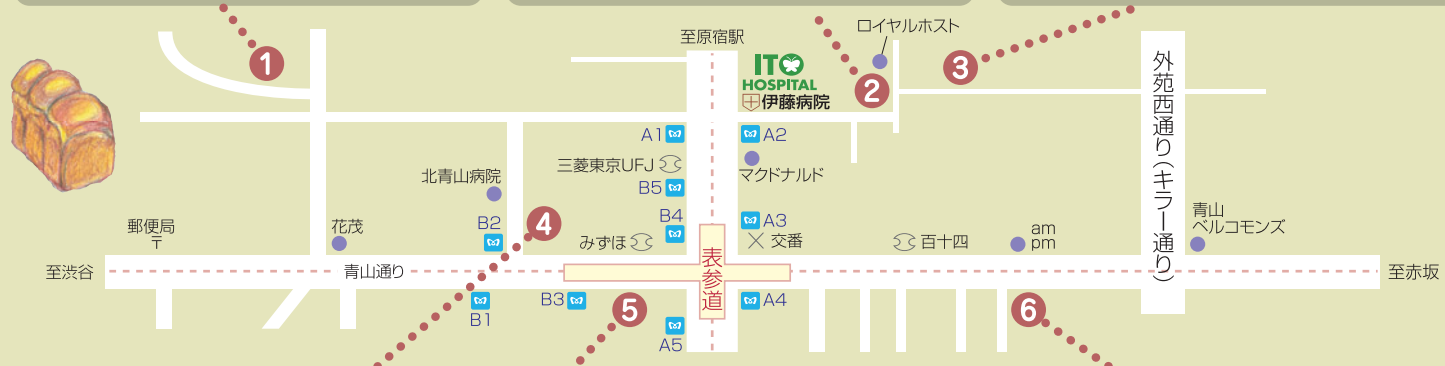 ロイヤルホスト
至原宿駅
1
ITO
HOSPITAL
伊藤病院
2
3
外苑西通り(キラー通り)
A1
A2
三菱東京UFJ
マクドナルド
北青山病院
B5
郵便局
〒
花茂
B2
4
B4
A3
みずほ
交番
百十四
am
pm
青山
ベルコモンズ
至渋谷
青山通り
表参道
至赤坂
B1
B3
5
A4
6
A5